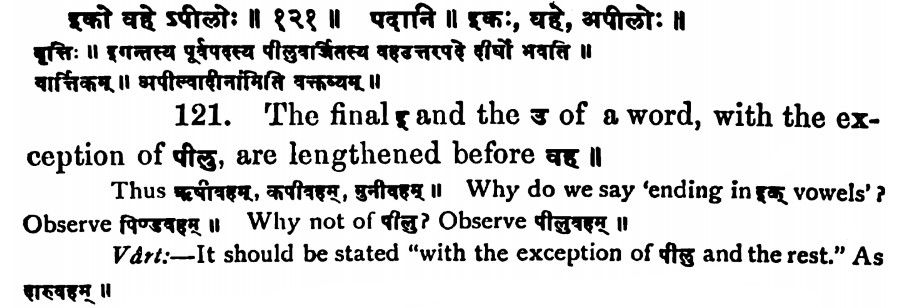 इको वहे ऽपीलोः ॥ १२१ ॥ पदानि ॥ इकः, वहे, अपीलोः ॥
वृत्तिः ॥ इगन्तस्य पूर्वपदस्य पीलुवर्जितस्य वहउत्तरपदे दीर्घो भवति ॥
वार्त्तिकम् ॥ अपील्वादीनांमिति वक्तव्यम् ॥
121. The final इ and the उ of a word, with the ex-
ception of पीलु, are lengthened before वह ॥
Thus ऋषीवहम्, कपीवहम्, मुनीवहम् ॥ Why do we say 'ending in इक् vowels' ?
Observe पिण्डवहम् ॥ Why not of पीलु? Observe पीलुवहम् ॥
Vârt:—It should be stated "with the exception of पीलु and the rest." As
दारुवहम् ॥